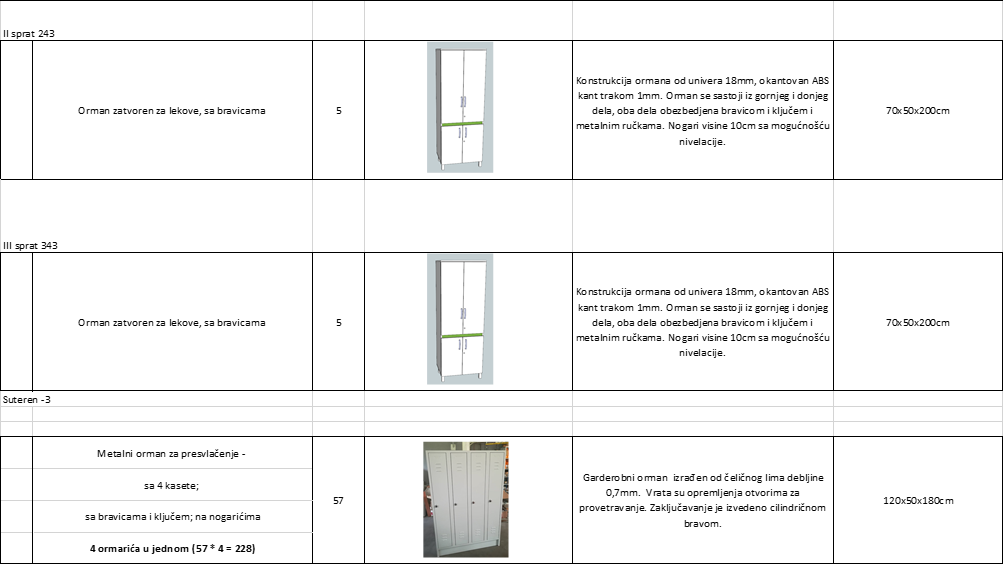 II sprat 243
Orman zatvoren za lekove, sa bravicama
5
Konstrukcija ormana od univera 18mm, okantovan ABS
kant trakom 1mm. Orman se sastoji iz gornjeg i donjeg
dela, oba dela obezbedjena bravicom i ključem i
metalnim ručkama. Nogari visine 10cm sa mogućnošću
nivelacije.
70x50x200cm
III sprat 343
Orman zatvoren za lekove, sa bravicama
5
Konstrukcija ormana od univera 18mm, okantovan ABS
kant trakom 1mm. Orman se sastoji iz gornjeg i donjeg
dela, oba dela obezbedjena bravicom i ključem i
metalnim ručkama. Nogari visine 10cm sa mogućnošću
nivelacije.
70x50x200cm
Suteren -3
Metalni orman za presvlačenje -
sa 4 kasete;
sa bravicama i ključem; na nogarićima
4 ormarića u jednom (57 * 4 = 228)
57
Garderobni orman izrađen od čeličnog lima debljine
0,7mm. Vrata su opremljenja otvorima za
provetravanje. Zaključavanje je izvedeno cilindričnom
bravom.
120x50x180cm